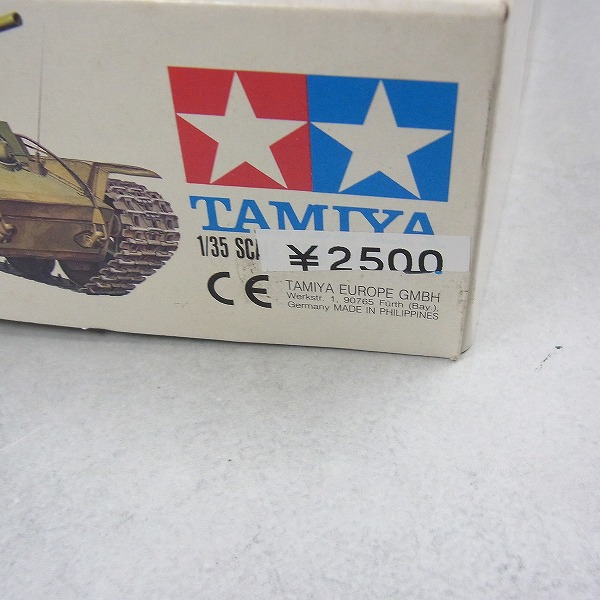 TAMIYA
1/35 SCA
¥2500
CE TAMIYA EUROPE GMBH
Werkstr. 1, 90765 Fürth (Bay),
Germany MADE IN PHILIPPINES